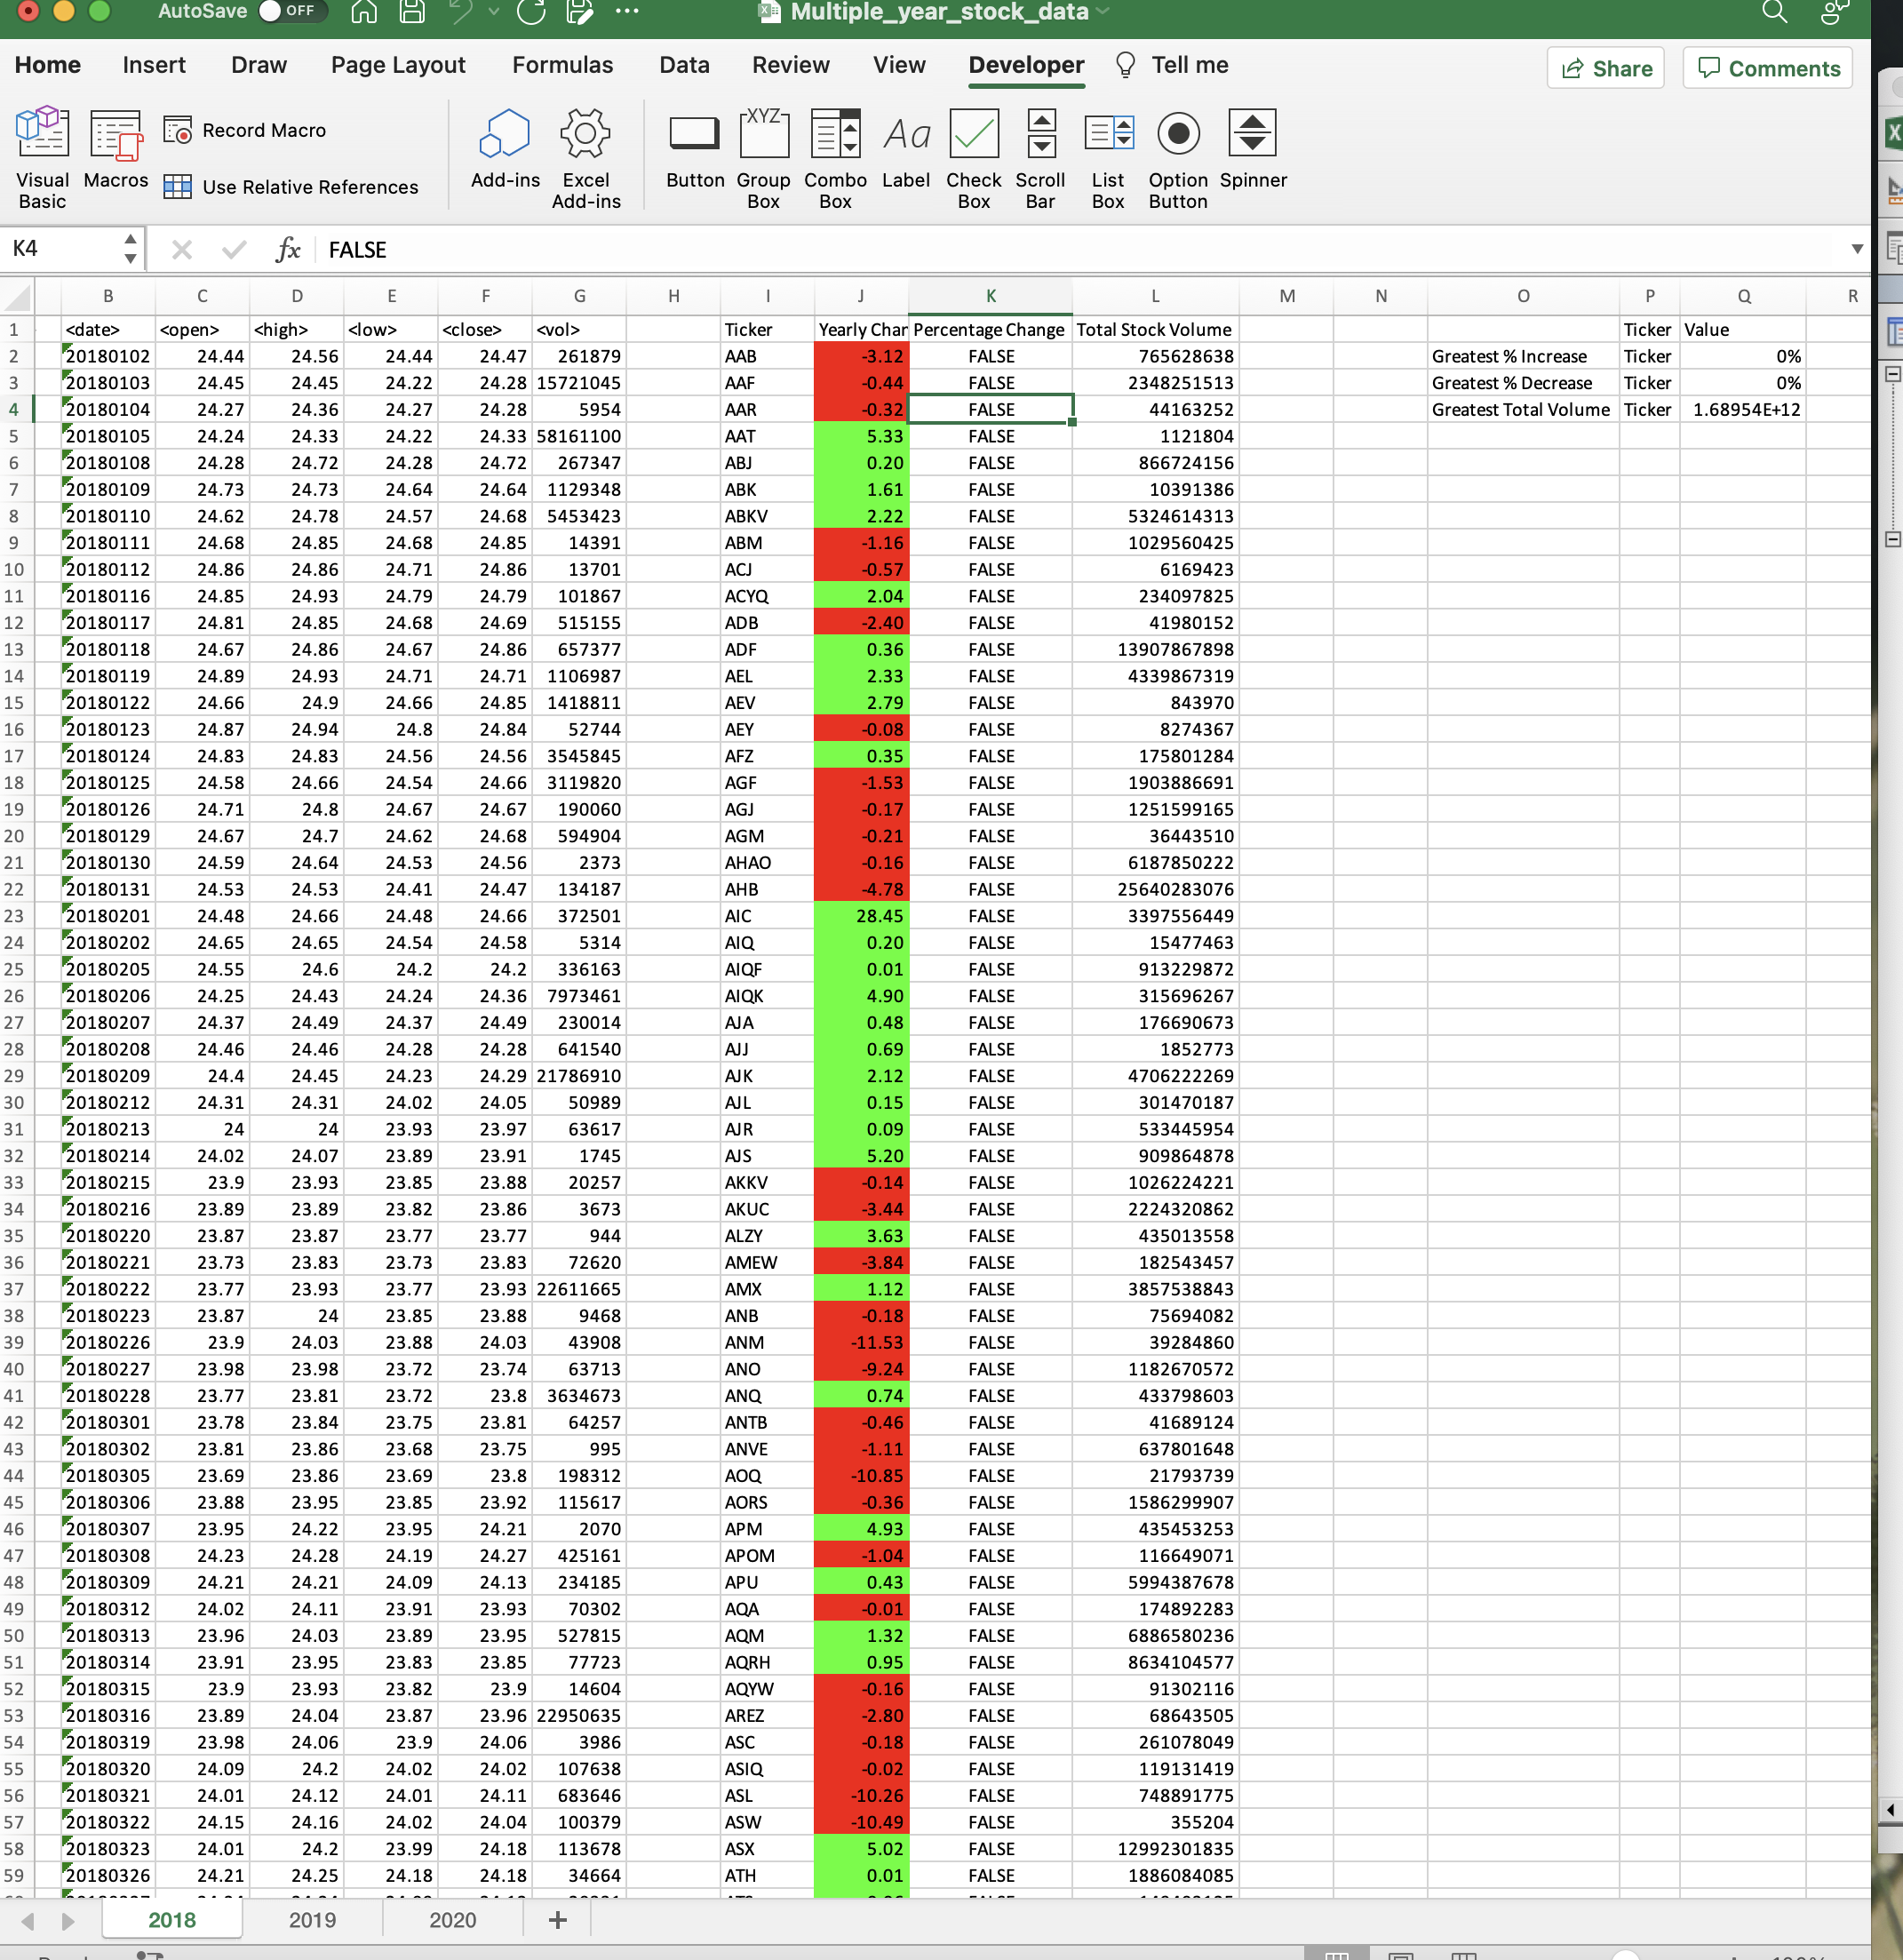 AutoSave OFF Multiple_year_stock_data
Home Insert Draw Page Layout Formulas Data Review View Developer Tell me Share Comments
Visual Basic Macros Record Macro Use Relative References Add-ins Excel Add-ins Button Group Box Combo Box Label Check Box Scroll Bar List Box Option Button Spinner
K4 fx FALSE
B C D E F G H I J K L M N O P Q R
1 <date> <open> <high> <low> <close> <vol> Ticker Yearly Char Percentage Change Total Stock Volume Ticker Value
2 20180102 24.44 24.56 24.44 24.47 261879 AAB -3.12 FALSE 765628638 Greatest % Increase Ticker 0%
3 20180103 24.45 24.45 24.22 24.28 15721045 AAF -0.44 FALSE 2348251513 Greatest % Decrease Ticker 0%
4 20180104 24.27 24.36 24.27 24.28 5954 AAR -0.32 FALSE 44163252 Greatest Total Volume Ticker 1.68954E+12
5 20180105 24.24 24.33 24.22 24.33 58161100 AAT 5.33 FALSE 1121804
6 20180108 24.28 24.72 24.28 24.72 267347 ABJ 0.20 FALSE 866724156
7 20180109 24.73 24.73 24.64 24.64 1129348 ABK 1.61 FALSE 10391386
8 20180110 24.62 24.78 24.57 24.68 5453423 ABKV 2.22 FALSE 5324614313
9 20180111 24.68 24.85 24.68 24.85 14391 ABM -1.16 FALSE 1029560425
10 20180112 24.86 24.86 24.71 24.86 13701 ACJ -0.57 FALSE 6169423
11 20180116 24.85 24.93 24.79 24.79 101867 ACYQ 2.04 FALSE 234097825
12 20180117 24.81 24.85 24.68 24.69 515155 ADB -2.40 FALSE 41980152
13 20180118 24.67 24.86 24.67 24.86 657377 ADF 0.36 FALSE 13907867898
14 20180119 24.89 24.93 24.71 24.71 1106987 AEL 2.33 FALSE 4339867319
15 20180122 24.66 24.9 24.66 24.85 1418811 AEV 2.79 FALSE 843970
16 20180123 24.87 24.94 24.8 24.84 52744 AEY -0.08 FALSE 8274367
17 20180124 24.83 24.83 24.56 24.56 3545845 AFZ 0.35 FALSE 175801284
18 20180125 24.58 24.66 24.54 24.66 3119820 AGF -1.53 FALSE 1903886691
19 20180126 24.71 24.8 24.67 24.67 190060 AGJ -0.17 FALSE 1251599165
20 20180129 24.67 24.7 24.62 24.68 594904 AGM -0.21 FALSE 36443510
21 20180130 24.59 24.64 24.53 24.56 2373 AHAO -0.16 FALSE 6187850222
22 20180131 24.53 24.53 24.41 24.47 134187 AHB -4.78 FALSE 25640283076
23 20180201 24.48 24.66 24.48 24.66 372501 AIC 28.45 FALSE 3397556449
24 20180202 24.65 24.65 24.54 24.58 5314 AIQ 0.20 FALSE 15477463
25 20180205 24.55 24.6 24.2 24.2 336163 AIQF 0.01 FALSE 913229872
26 20180206 24.25 24.43 24.24 24.36 7973461 AIQK 4.90 FALSE 315696267
27 20180207 24.37 24.49 24.37 24.49 230014 AJA 0.48 FALSE 176690673
28 20180208 24.46 24.46 24.28 24.28 641540 AJJ 0.69 FALSE 1852773
29 20180209 24.4 24.45 24.23 24.29 21786910 AJK 2.12 FALSE 4706222269
30 20180212 24.31 24.31 24.02 24.05 50989 AJL 0.15 FALSE 301470187
31 20180213 24 24 23.93 23.97 63617 AJR 0.09 FALSE 533445954
32 20180214 24.02 24.07 23.89 23.91 1745 AJS 5.20 FALSE 909864878
33 20180215 23.9 23.93 23.85 23.88 20257 AKKV -0.14 FALSE 1026224221
34 20180216 23.89 23.89 23.82 23.86 3673 AKUC -3.44 FALSE 2224320862
35 20180220 23.87 23.87 23.77 23.77 944 ALZY 3.63 FALSE 435013558
36 20180221 23.73 23.83 23.73 23.83 72620 AMEW -3.84 FALSE 182543457
37 20180222 23.77 23.93 23.77 23.93 22611665 AMX 1.12 FALSE 3857538843
38 20180223 23.87 24 23.85 23.88 9468 ANB -0.18 FALSE 75694082
39 20180226 23.9 24.03 23.88 24.03 43908 ANM -11.53 FALSE 39284860
40 20180227 23.98 23.98 23.72 23.74 63713 ANO -9.24 FALSE 1182670572
41 20180228 23.77 23.81 23.72 23.8 3634673 ANQ 0.74 FALSE 433798603
42 20180301 23.78 23.84 23.75 23.81 64257 ANTB -0.46 FALSE 41689124
43 20180302 23.81 23.86 23.68 23.75 995 ANVE -1.11 FALSE 637801648
44 20180305 23.69 23.86 23.69 23.8 198312 AOQ -10.85 FALSE 21793739
45 20180306 23.88 23.95 23.85 23.92 115617 AORS -0.36 FALSE 1586299907
46 20180307 23.95 24.22 23.95 24.21 2070 APM 4.93 FALSE 435453253
47 20180308 24.23 24.28 24.19 24.27 425161 APOM -1.04 FALSE 116649071
48 20180309 24.21 24.21 24.09 24.13 234185 APU 0.43 FALSE 5994387678
49 20180312 24.02 24.11 23.91 23.93 70302 AQA -0.01 FALSE 174892283
50 20180313 23.96 24.03 23.89 23.95 527815 AQM 1.32 FALSE 6886580236
51 20180314 23.91 23.95 23.83 23.85 77723 AQRH 0.95 FALSE 8634104577
52 20180315 23.9 23.93 23.82 23.9 14604 AQYW -0.16 FALSE 91302116
53 20180316 23.89 24.04 23.87 23.96 22950635 AREZ -2.80 FALSE 68643505
54 20180319 23.98 24.06 23.9 24.06 3986 ASC -0.18 FALSE 261078049
55 20180320 24.09 24.2 24.02 24.02 107638 ASIQ -0.02 FALSE 119131419
56 20180321 24.01 24.12 24.01 24.11 683646 ASL -10.26 FALSE 748891775
57 20180322 24.15 24.16 24.02 24.04 100379 ASW -10.49 FALSE 355204
58 20180323 24.01 24.2 23.99 24.18 113678 ASX 5.02 FALSE 12992301835
59 20180326 24.21 24.25 24.18 24.18 34664 ATH 0.01 FALSE 1886084085
2018 2019 2020 +